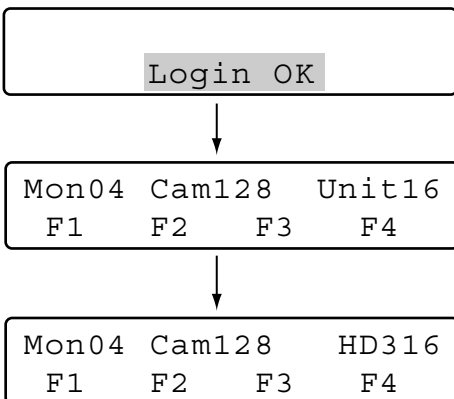 Login OK
Mon04 Cam128 Unit16
F1 F2 F3 F4
Mon04 Cam128 HD316
F1 F2 F3 F4